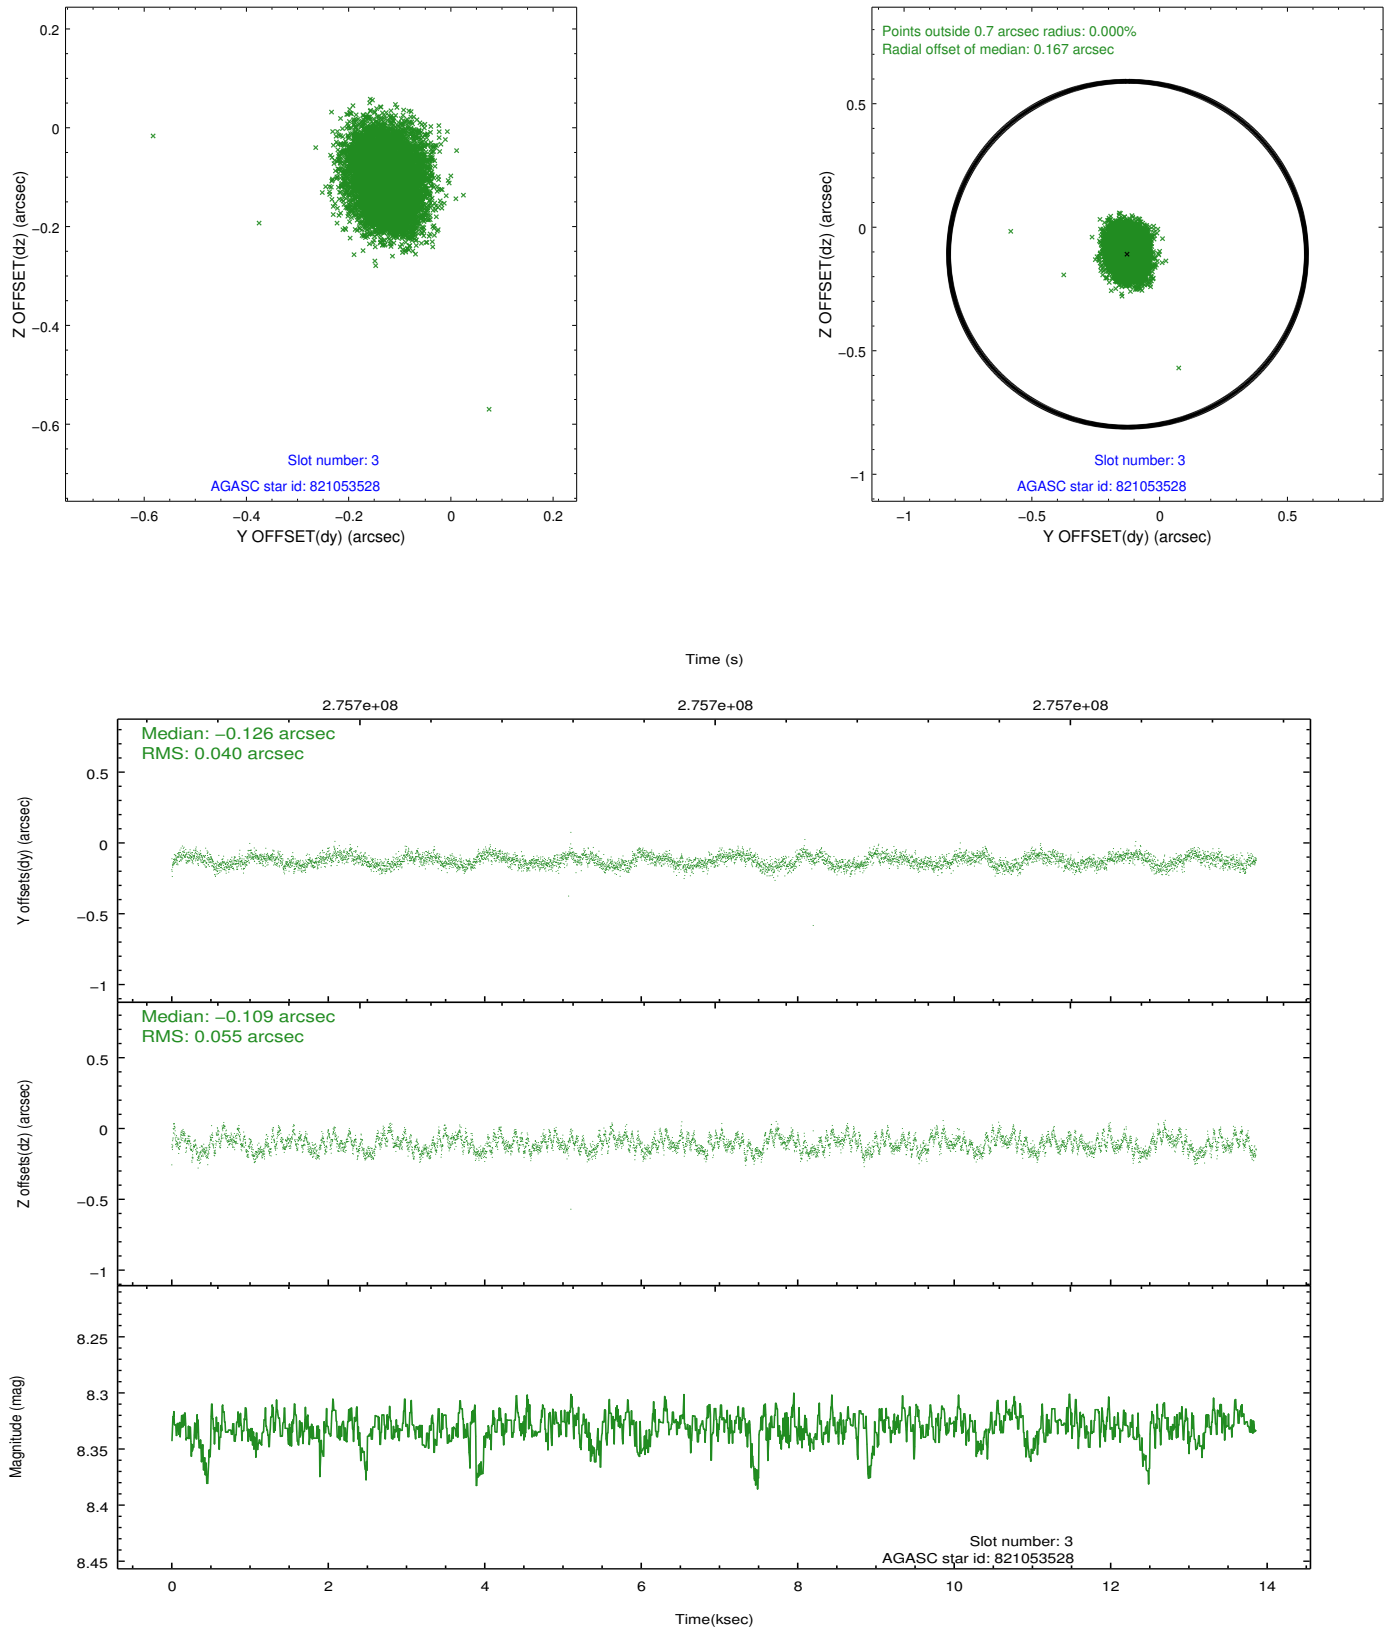 0.2
0
−0.2
−0.4
−0.6
Z OFFSET(dz) (arcsec)
Slot number: 3
AGASC star id: 821053528
−0.6 −0.4 −0.2 0 0.2
Y OFFSET(dy) (arcsec)
Points outside 0.7 arcsec radius: 0.000%
Radial offset of median: 0.167 arcsec
0.5
0
−0.5
−1
Z OFFSET(dz) (arcsec)
Slot number: 3
AGASC star id: 821053528
−1 −0.5 0 0.5
Y OFFSET(dy) (arcsec)
Time (s)
2.757e+08 2.757e+08 2.757e+08
Median: −0.126 arcsec
RMS: 0.040 arcsec
0.5
0
−0.5
−1
Y offsets(dy) (arcsec)
Median: −0.109 arcsec
RMS: 0.055 arcsec
0.5
0
−0.5
−1
Z offsets(dz) (arcsec)
8.25
8.3
8.35
8.4
8.45
Magnitude (mag)
Slot number: 3
AGASC star id: 821053528
0 2 4 6 8 10 12 14
Time(ksec)